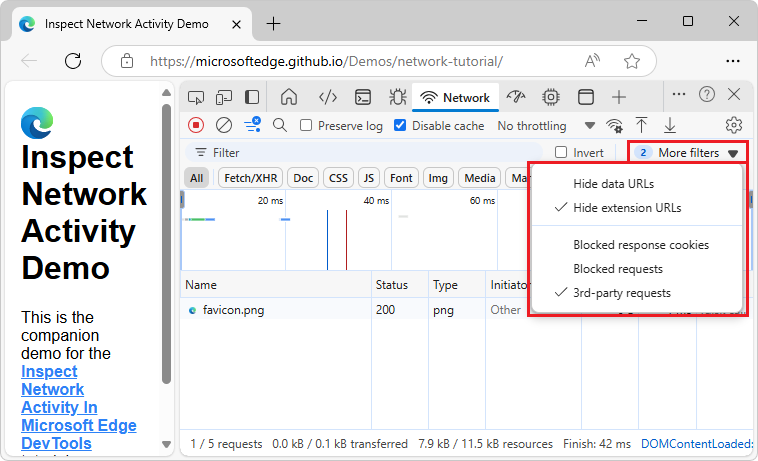 Inspect Network Activity Demo
https://microsoftedge.github.io/Demos/network-tutorial/
Inspect
Network
Activity
Demo
This is the
companion
demo for the
Inspect
Network
Activity In
Microsoft Edge
DevTools
Network
Preserve log
Disable cache
No throttling
Filter
Invert
2 More filters
All Fetch/XHR Doc CSS JS Font Img Media
Hide data URLs
Hide extension URLs
Blocked response cookies
Blocked requests
3rd-party requests
20 ms 40 ms 60 ms
Name Status Type Initiator
favicon.png 200 png Other
1 / 5 requests 0.0 kB / 0.1 kB transferred 7.9 kB / 11.5 kB resources Finish: 42 ms DOMContentLoaded: